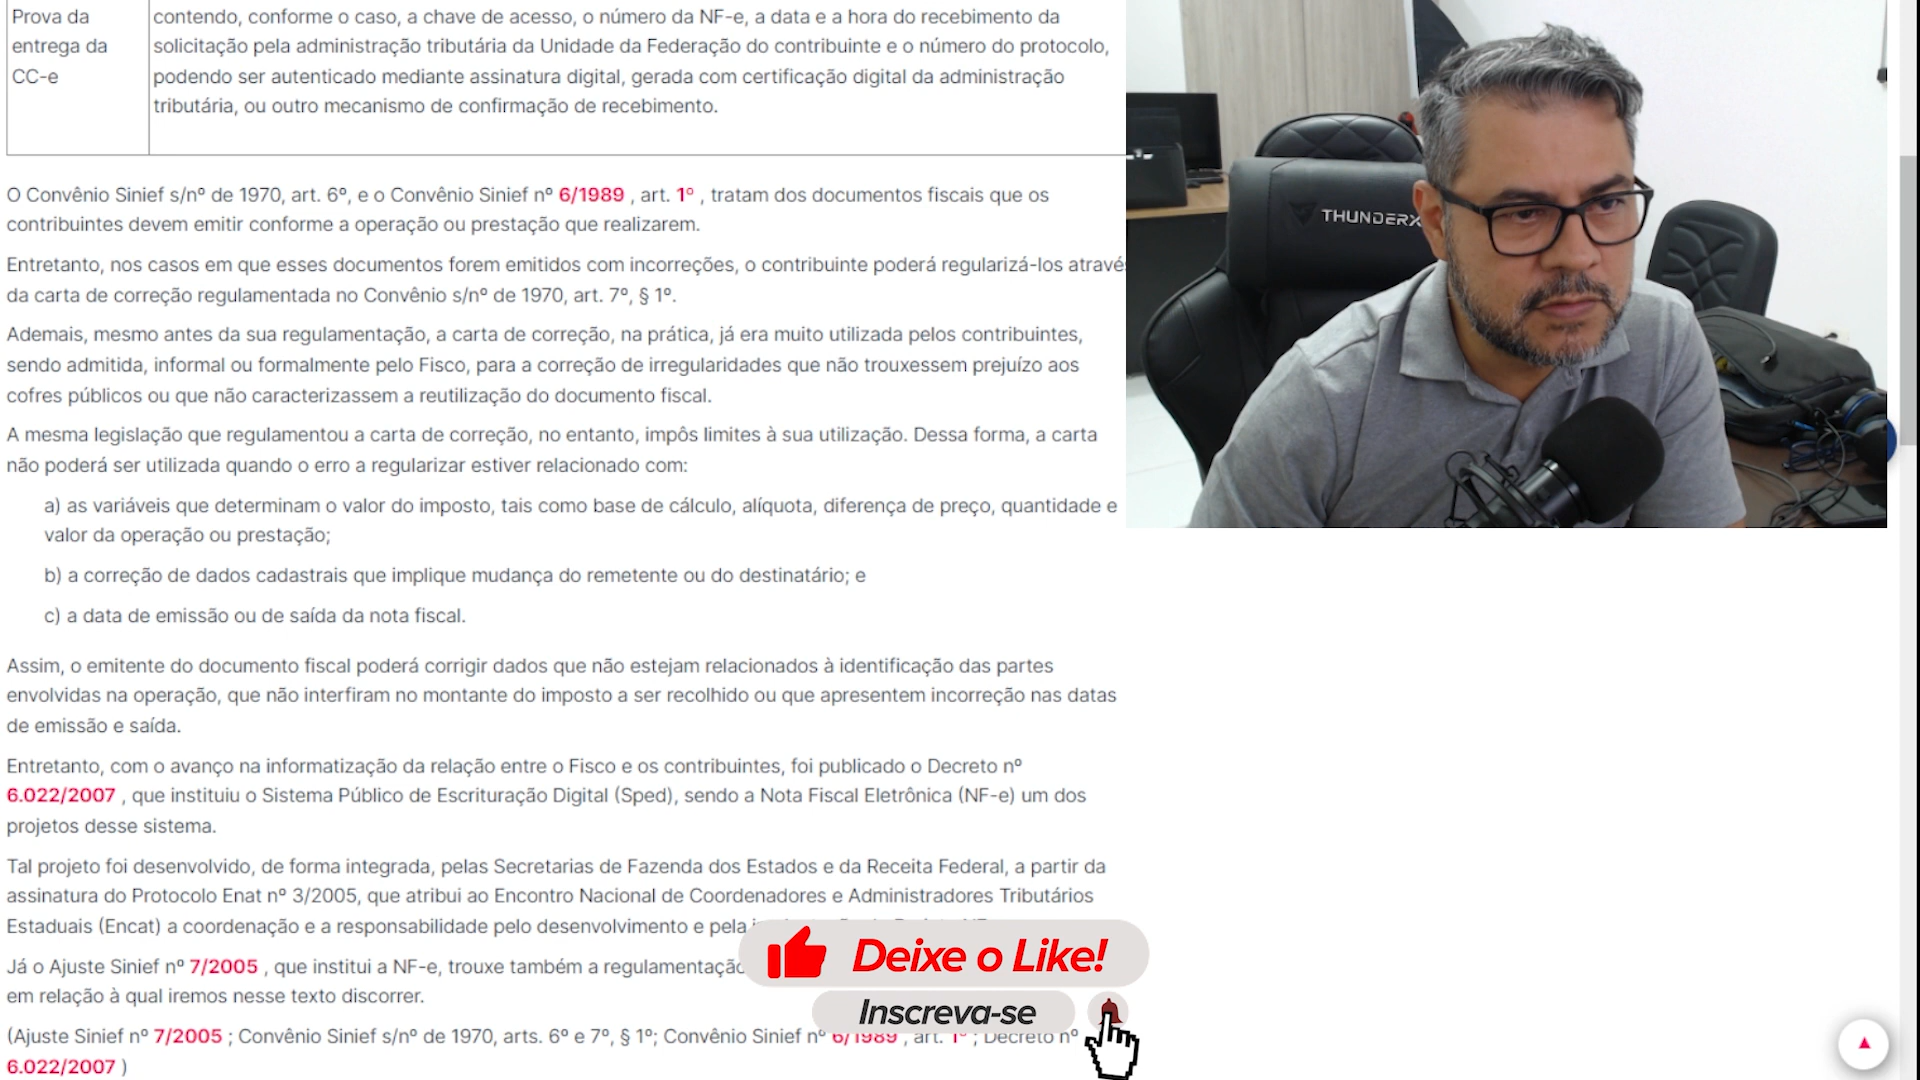 Prova da
entrega da
CC-e
contendo, conforme o caso, a chave de acesso, o número da NF-e, a data e a hora do recebimento da
solicitação pela administração tributária da Unidade da Federação do contribuinte e o número do protocolo,
podendo ser autenticado mediante assinatura digital, gerada com certificação digital da administração
tributária, ou outro mecanismo de confirmação de recebimento.
O Convênio Sinief s/nº de 1970, art. 6º, e o Convênio Sinief nº 6/1989 , art. 1º , tratam dos documentos fiscais que os
contribuintes devem emitir conforme a operação ou prestação que realizarem.
Entretanto, nos casos em que esses documentos forem emitidos com incorreções, o contribuinte poderá regularizá-los através
da carta de correção regulamentada no Convênio s/nº de 1970, art. 7º, § 1º.
Ademais, mesmo antes da sua regulamentação, a carta de correção, na prática, já era muito utilizada pelos contribuintes,
sendo admitida, informal ou formalmente pelo Fisco, para a correção de irregularidades que não trouxessem prejuízo aos
cofres públicos ou que não caracterizassem a reutilização do documento fiscal.
A mesma legislação que regulamentou a carta de correção, no entanto, impôs limites à sua utilização. Dessa forma, a carta
não poderá ser utilizada quando o erro a regularizar estiver relacionado com:
a) as variáveis que determinam o valor do imposto, tais como base de cálculo, alíquota, diferença de preço, quantidade e
valor da operação ou prestação;
b) a correção de dados cadastrais que implique mudança do remetente ou do destinatário; e
c) a data de emissão ou de saída da nota fiscal.
Assim, o emitente do documento fiscal poderá corrigir dados que não estejam relacionados à identificação das partes
envolvidas na operação, que não interfiram no montante do imposto a ser recolhido ou que apresentem incorreção nas datas
de emissão e saída.
Entretanto, com o avanço na informatização da relação entre o Fisco e os contribuintes, foi publicado o Decreto nº
6.022/2007 , que instituiu o Sistema Público de Escrituração Digital (Sped), sendo a Nota Fiscal Eletrônica (NF-e) um dos
projetos desse sistema.
Tal projeto foi desenvolvido, de forma integrada, pelas Secretarias de Fazenda dos Estados e da Receita Federal, a partir da
assinatura do Protocolo Enat nº 3/2005, que atribui ao Encontro Nacional de Coordenadores e Administradores Tributários
Estaduais (Encat) a coordenação e a responsabilidade pelo desenvolvimento e pela
Já o Ajuste Sinief nº 7/2005 , que institui a NF-e, trouxe também a regulamentação
em relação à qual iremos nesse texto discorrer.
(Ajuste Sinief nº 7/2005 ; Convênio Sinief s/nº de 1970, arts. 6º e 7º, § 1º; Convênio Sinief nº 6/1989 , art. 1º ; Decreto nº
6.022/2007 )
THUNDERX
Deixe o Like!
Inscreva-se